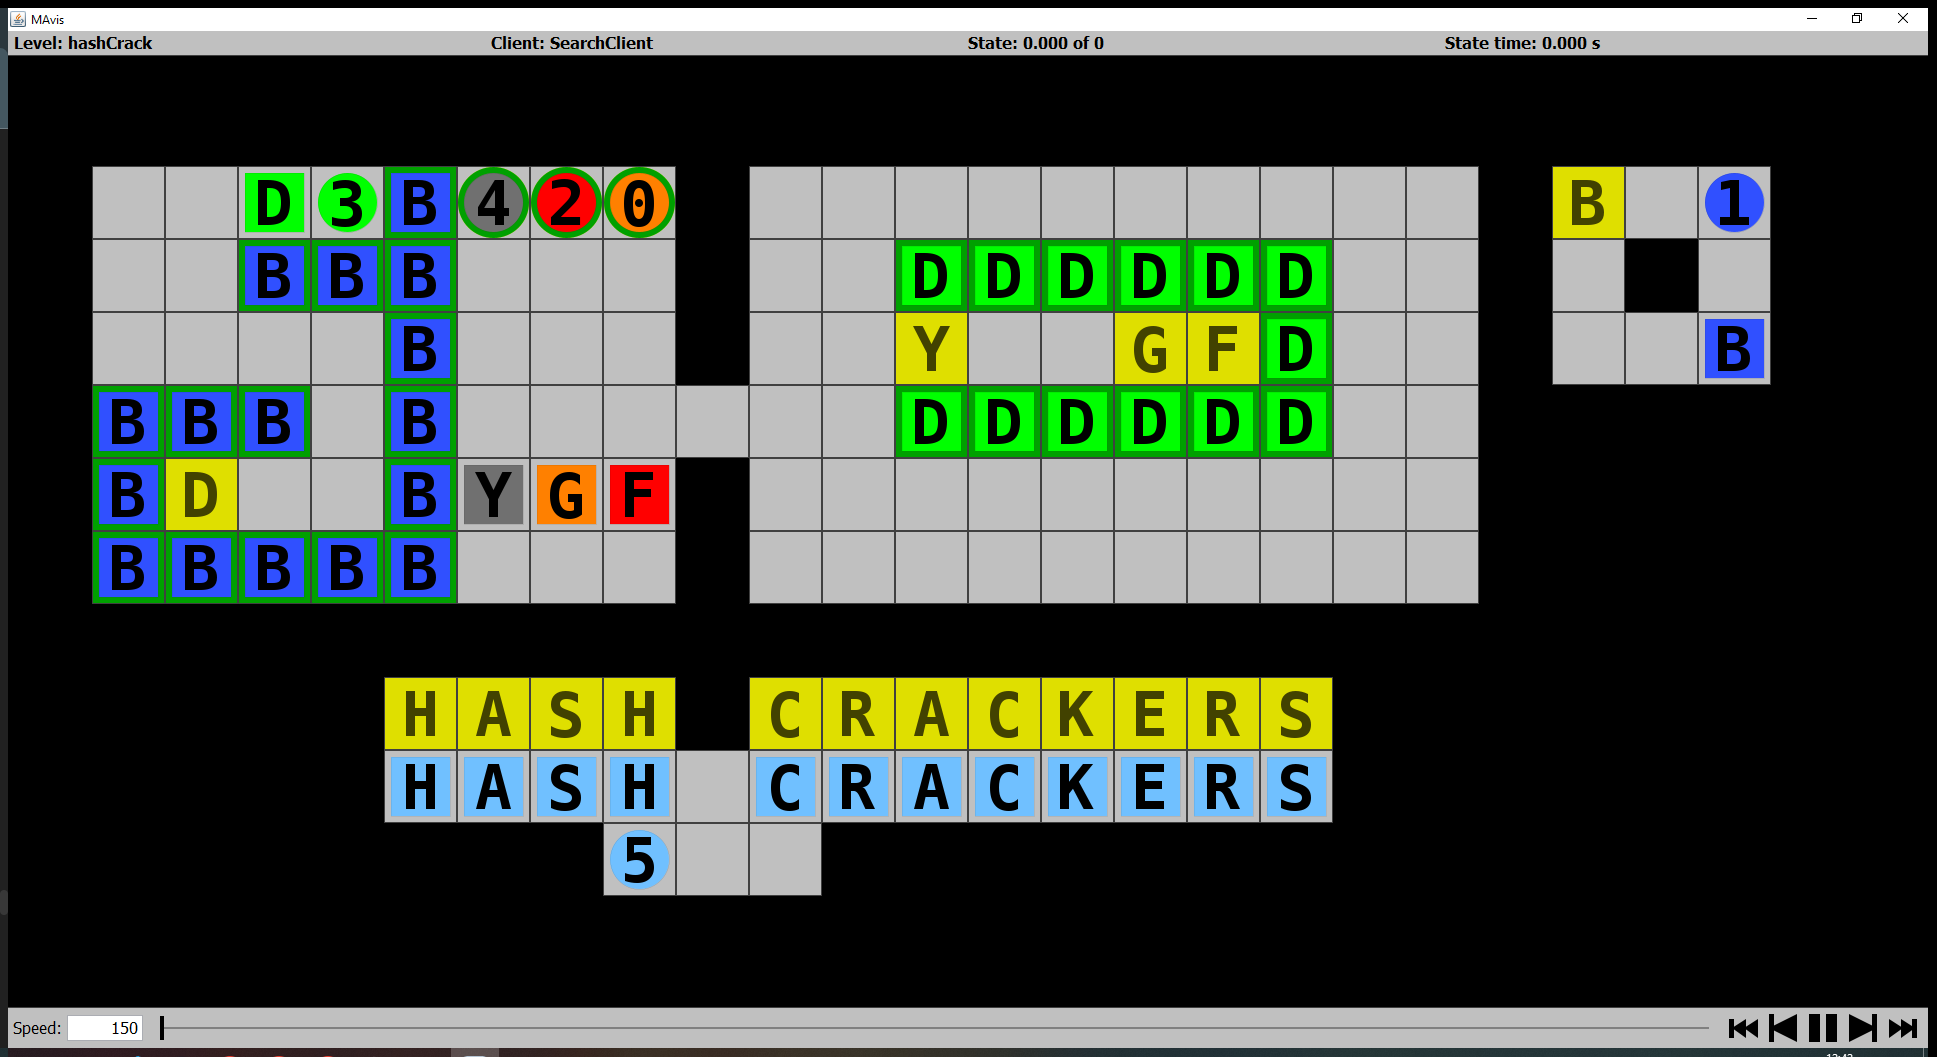 MAvis
Level: hashCrack Client: SearchClient State: 0.000 of 0 State time: 0.000 s
D 3 B 4 2 0 B 1
B B B D D D D D D
B Y G F D B
B B B B D D D D D D
B D B Y G F
B B B B B
H A S H C R A C K E R S
H A S H C R A C K E R S
5
Speed: 150